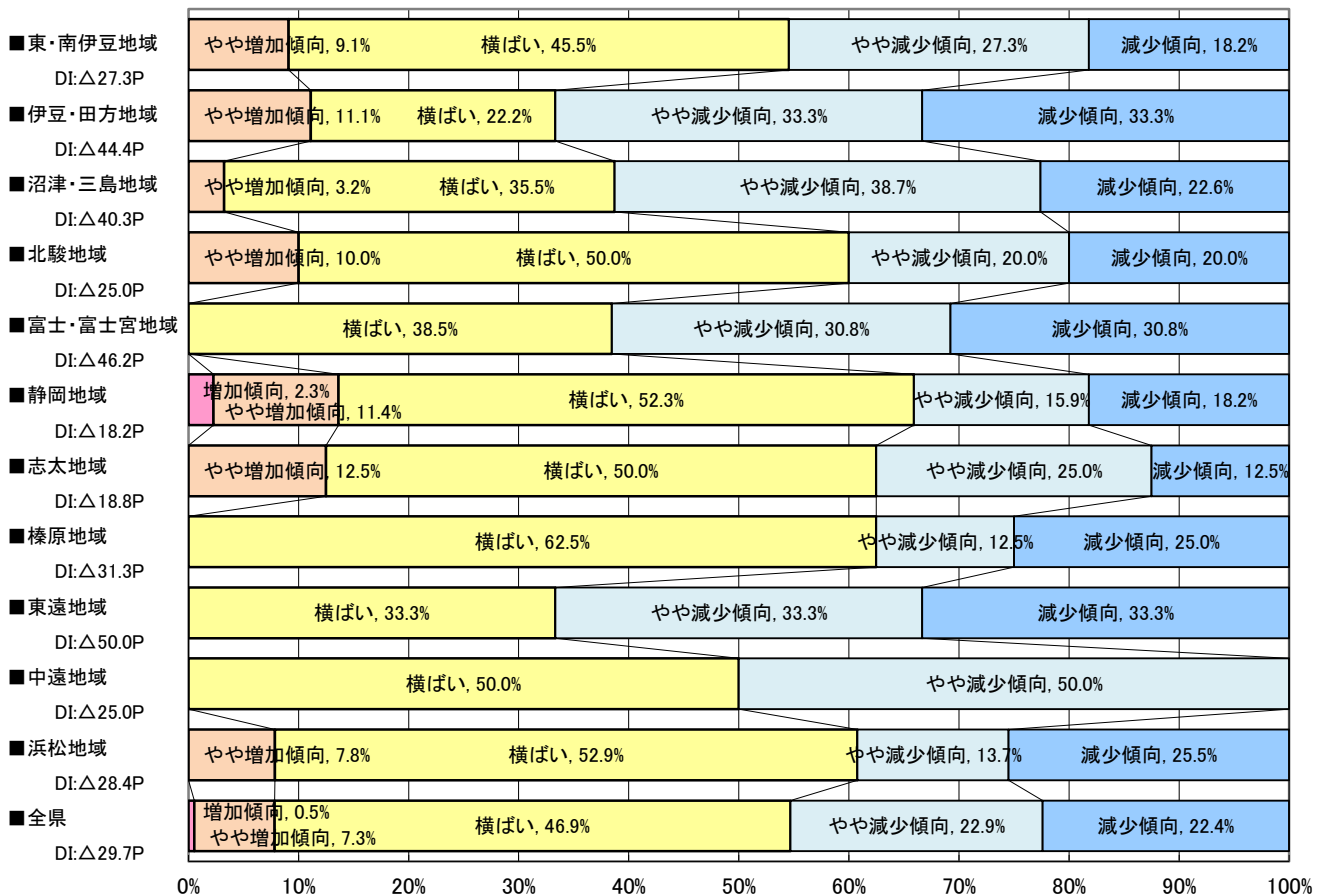 ■東・南伊豆地域
やや増加傾向, 9.1%
横ばい, 45.5%
やや減少傾向, 27.3%
減少傾向, 18.2%
DI:△27.3P
■伊豆・田方地域
やや増加傾向, 11.1%
横ばい, 22.2%
やや減少傾向, 33.3%
減少傾向, 33.3%
DI:△44.4P
■沼津・三島地域
やや増加傾向, 3.2%
横ばい, 35.5%
やや減少傾向, 38.7%
減少傾向, 22.6%
DI:△40.3P
■北駿地域
やや増加傾向, 10.0%
横ばい, 50.0%
やや減少傾向, 20.0%
減少傾向, 20.0%
DI:△25.0P
■富士・富士宮地域
横ばい, 38.5%
やや減少傾向, 30.8%
減少傾向, 30.8%
DI:△46.2P
■静岡地域
増加傾向, 2.3%
やや増加傾向, 11.4%
横ばい, 52.3%
やや減少傾向, 15.9%
減少傾向, 18.2%
DI:△18.2P
■志太地域
やや増加傾向, 12.5%
横ばい, 50.0%
やや減少傾向, 25.0%
減少傾向, 12.5%
DI:△18.8P
■榛原地域
横ばい, 62.5%
やや減少傾向, 12.5%
減少傾向, 25.0%
DI:△31.3P
■東遠地域
横ばい, 33.3%
やや減少傾向, 33.3%
減少傾向, 33.3%
DI:△50.0P
■中遠地域
横ばい, 50.0%
やや減少傾向, 50.0%
DI:△25.0P
■浜松地域
やや増加傾向, 7.8%
横ばい, 52.9%
やや減少傾向, 13.7%
減少傾向, 25.5%
DI:△28.4P
■全県
増加傾向, 0.5%
やや増加傾向, 7.3%
横ばい, 46.9%
やや減少傾向, 22.9%
減少傾向, 22.4%
DI:△29.7P
0% 10% 20% 30% 40% 50% 60% 70% 80% 90% 100%